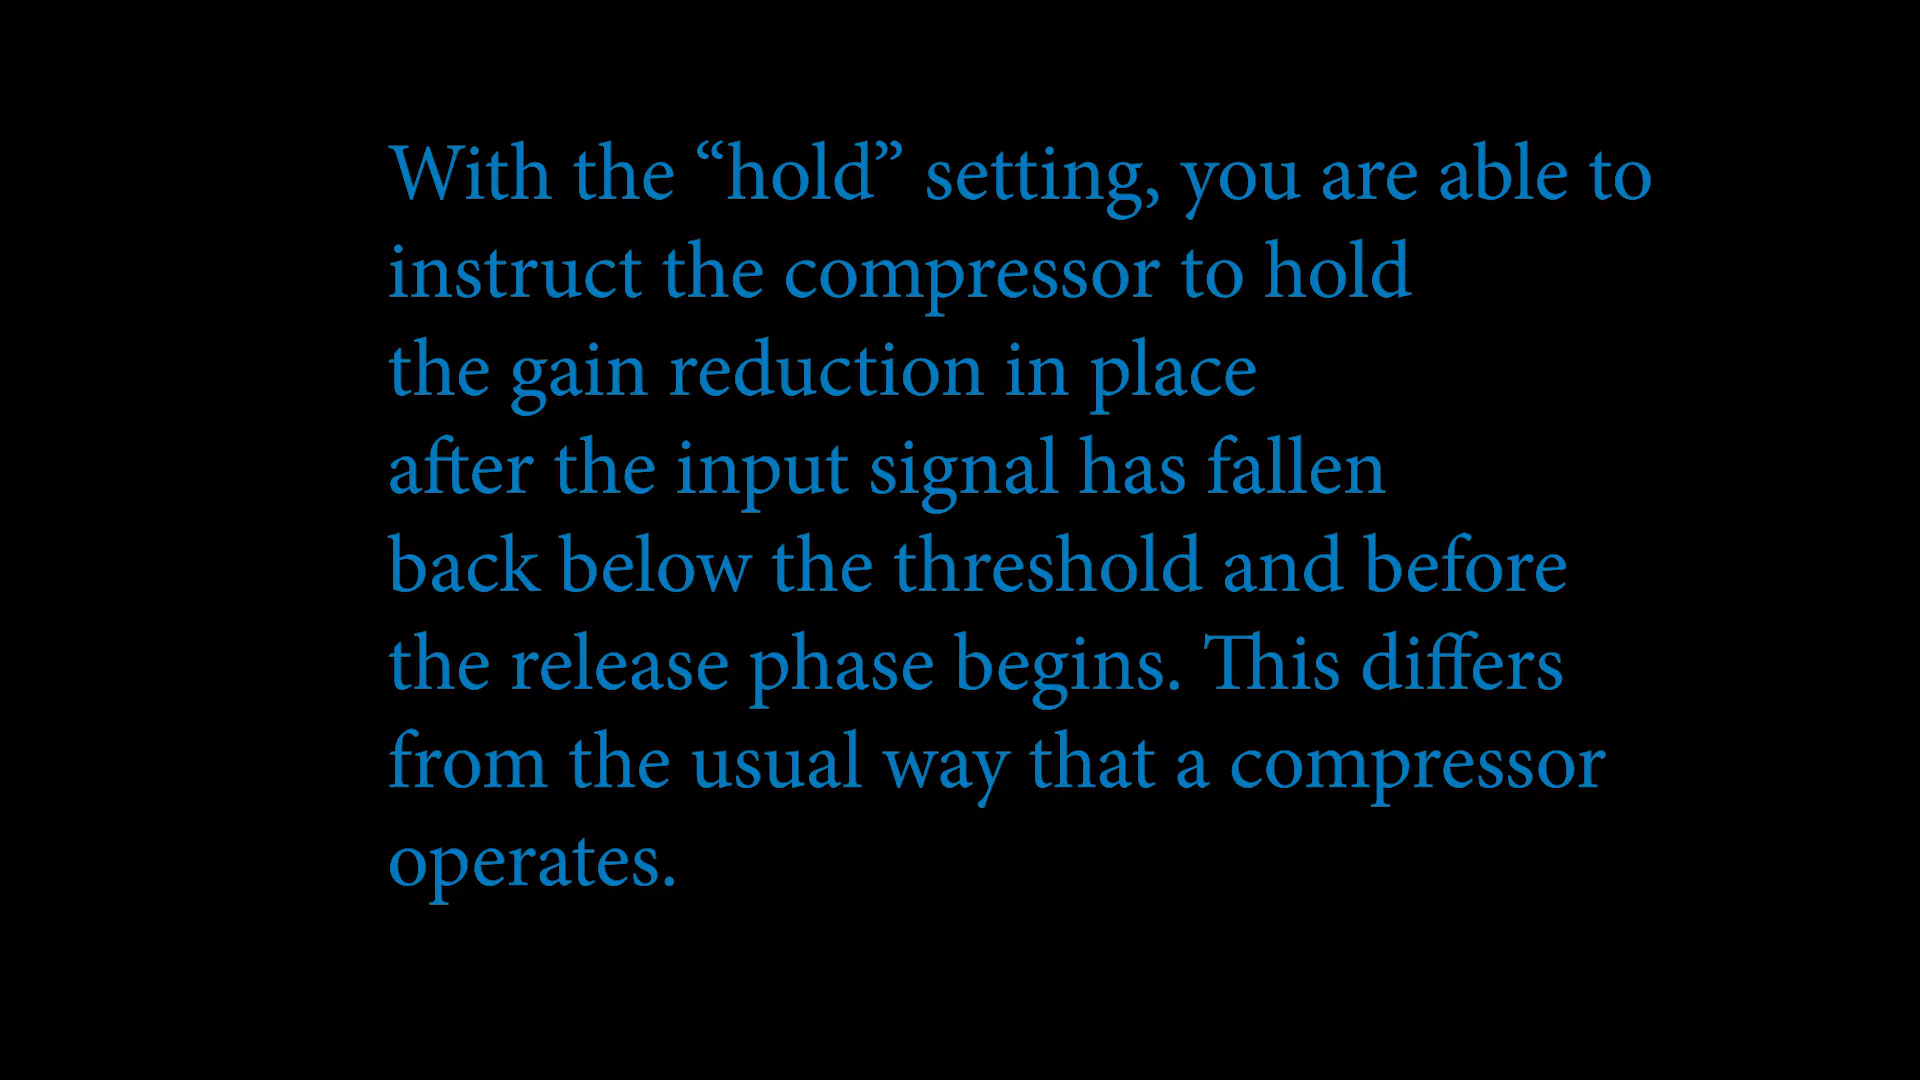 With the “hold” setting, you are able to
instruct the compressor to hold
the gain reduction in place
after the input signal has fallen
back below the threshold and before
the release phase begins. This differs
from the usual way that a compressor
operates.